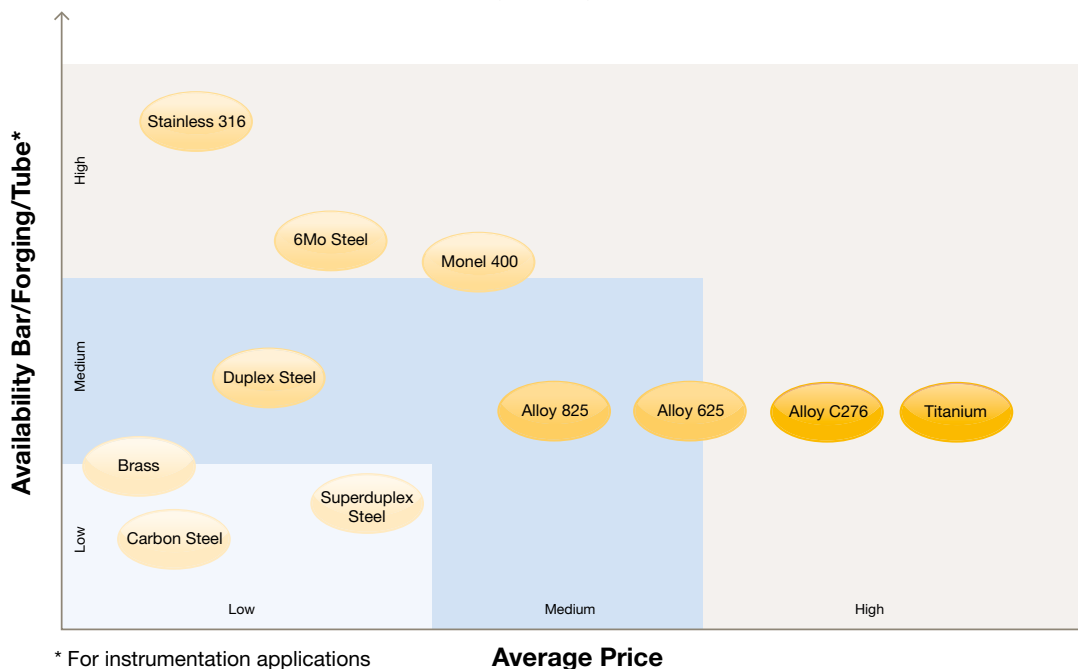 Availability Bar/Forging/Tube*
High
Medium
Low
Stainless 316
6Mo Steel
Monel 400
Duplex Steel
Alloy 825
Alloy 625
Alloy C276
Titanium
Brass
Superduplex
Steel
Carbon Steel
Low
Medium
High
* For instrumentation applications
Average Price